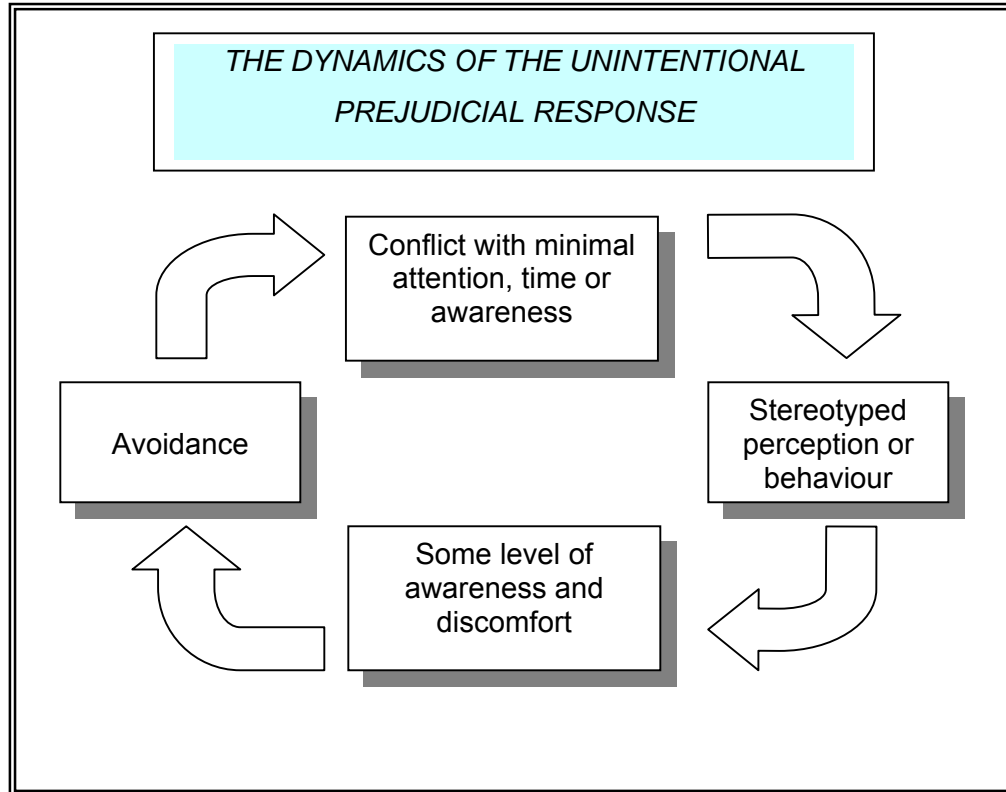 THE DYNAMICS OF THE UNINTENTIONAL
PREJUDICIAL RESPONSE
Conflict with minimal
attention, time or
awareness
Stereotyped
perception or
behaviour
Some level of
awareness and
discomfort
Avoidance